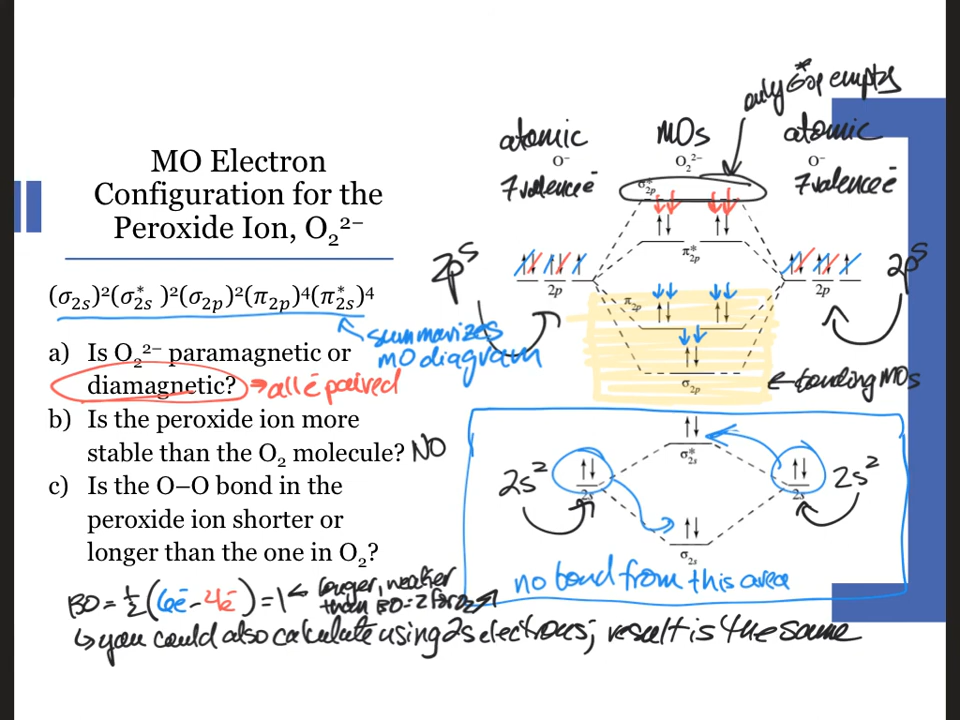 only σ*2p empty
atomic MOs atomic
O⁻ O₂²⁻ O⁻
7 valence e⁻ σ*2p 7 valence e⁻
MO Electron
Configuration for the
Peroxide Ion, O₂²⁻
π*2p
2p⁵ 2p 2p 2p⁵
(σ₂ₛ)²(σ*₂ₛ )²(σ₂ₚ)²(π₂ₚ)⁴(π*₂ₛ)⁴
π2p
summarizes
MO diagram
a) Is O₂²⁻ paramagnetic or
diamagnetic? → all e⁻ paired
σ2p ← bonding MOs
b) Is the peroxide ion more
stable than the O₂ molecule? NO
σ*2s
2s² 2s 2s 2s²
c) Is the O–O bond in the
peroxide ion shorter or
longer than the one in O₂?
σ2s
no bond from this area
BO = ½ (6e⁻ - 4e⁻) = 1 ← longer, weaker
than BO = 2 for O₂
↳ you could also calculate using 2s electrons; result is the same